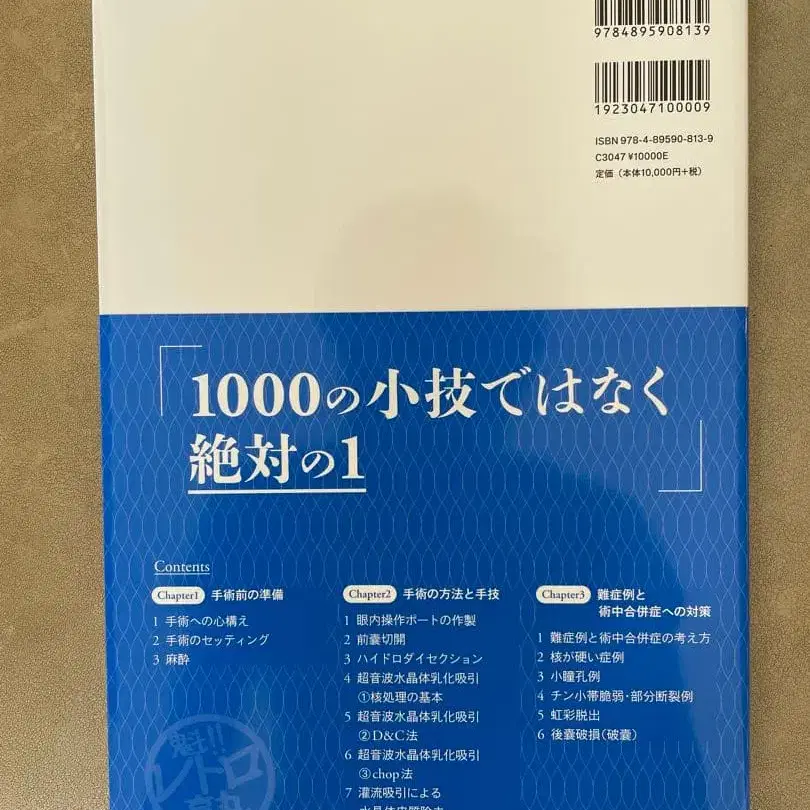 9784895908139
1923047100009
ISBN 978-4-89590-813-9
C3047 ¥10000E
定価（本体10,000円+税）
「1000の小技ではなく
絶対の1」
Contents
Chapter1 手術前の準備
1 手術への心構え
2 手術のセッティング
3 麻酔
Chapter2 手術の方法と手技
1 眼内操作ポートの作製
2 前嚢切開
3 ハイドロダイセクション
4 超音波水晶体乳化吸引
①核処理の基本
5 超音波水晶体乳化吸引
②D&C法
6 超音波水晶体乳化吸引
③chop法
7 灌流吸引による
Chapter3 難症例と
術中合併症への対策
1 難症例と術中合併症の考え方
2 核が硬い症例
3 小瞳孔例
4 チン小帯脆弱・部分断裂例
5 虹彩脱出
6 後嚢破損（破嚢）
魁!!
レトロ